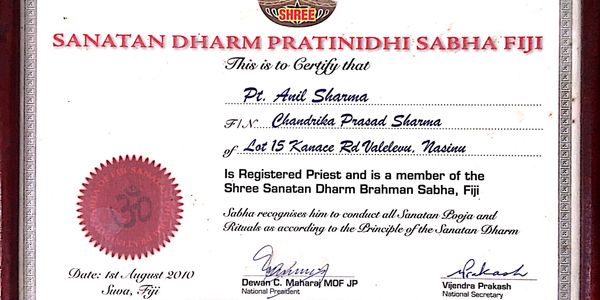 SHREE
SANATAN DHARM PRATINIDHI SABHA FIJI
This is to Certify that
Pt. Anil Sharma
F/N Chandrika Prasad Sharma
of Lot 15 Kanace Rd Valelevu, Nasinu
Is Registered Priest and is a member of the
Shree Sanatan Dharm Brahman Sabha, Fiji
Sabha recognises him to conduct all Sanatan Pooja and
Rituals as according to the Principle of the Sanatan Dharm
ॐ
Date: 1st August 2010
Suva, Fiji
Dewan C. Maharaj MOF JP
National President
Prakash
Vijendra Prakash
National Secretary